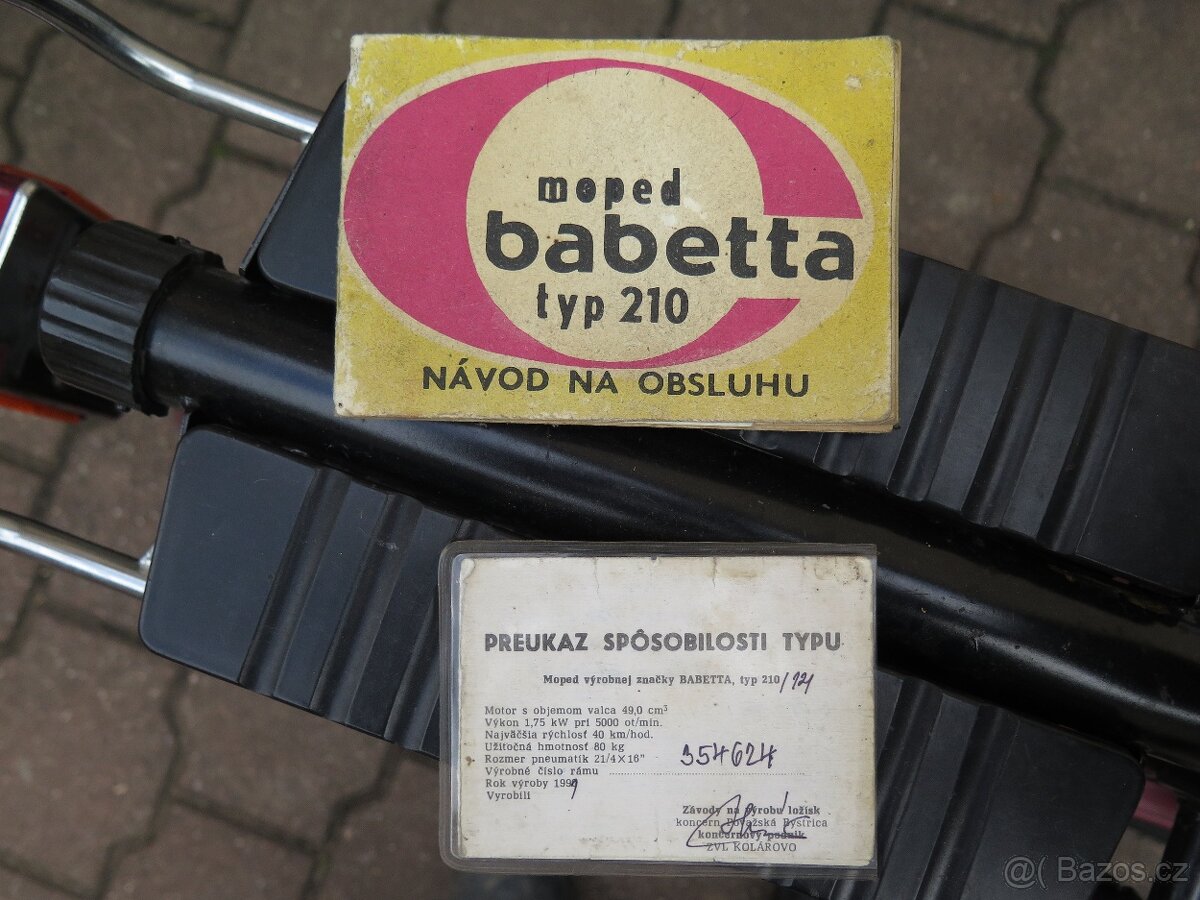 moped
babetta
typ 210
NÁVOD NA OBSLUHU
PREUKAZ SPÔSOBILOSTI TYPU
Moped výrobnej značky BABETTA, typ 210/121
Motor s objemom valca 49,0 cm³
Výkon 1,75 kW pri 5000 ot/min.
Najväčšia rýchlosť 40 km/hod.
Užitočná hmotnosť 80 kg
Rozmer pneumatík 21/4 × 16"
Výrobné číslo rámu 354624
Rok výroby
Vyrobili
Závody na výrobu ložísk
koncern Považská Bystrica
koncernový podnik
ZVL KOLÁROVO
@( Bazos.cz